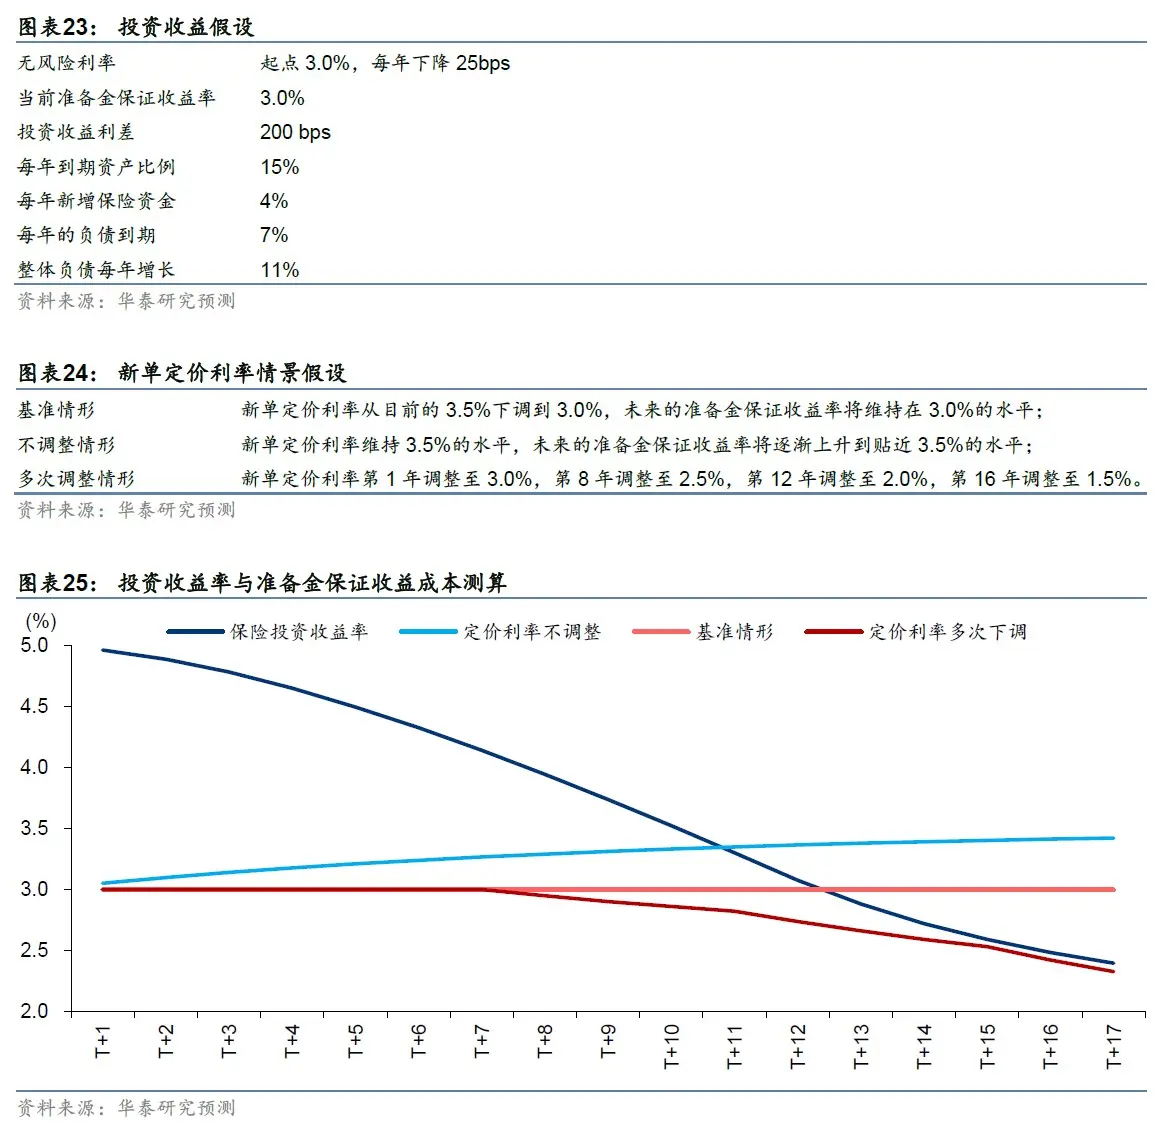 图表23： 投资收益假设
无风险利率 起点 3.0%，每年下降 25bps
当前准备金保证收益率 3.0%
投资收益利差 200 bps
每年到期资产比例 15%
每年新增保险资金 4%
每年的负债到期 7%
整体负债每年增长 11%
资料来源：华泰研究预测
图表24： 新单定价利率情景假设
基准情形 新单定价利率从目前的 3.5%下调到 3.0%，未来的准备金保证收益率将维持在 3.0%的水平；
不调整情形 新单定价利率维持 3.5%的水平，未来的准备金保证收益率将逐渐上升到贴近 3.5%的水平；
多次调整情形 新单定价利率第 1 年调整至 3.0%，第 8 年调整至 2.5%，第 12 年调整至 2.0%，第 16 年调整至 1.5%。
资料来源：华泰研究预测
图表25： 投资收益率与准备金保证收益成本测算
(%)
保险投资收益率 定价利率不调整 基准情形 定价利率多次下调
5.0
4.5
4.0
3.5
3.0
2.5
2.0
T+1 T+2 T+3 T+4 T+5 T+6 T+7 T+8 T+9 T+10 T+11 T+12 T+13 T+14 T+15 T+16 T+17
资料来源：华泰研究预测